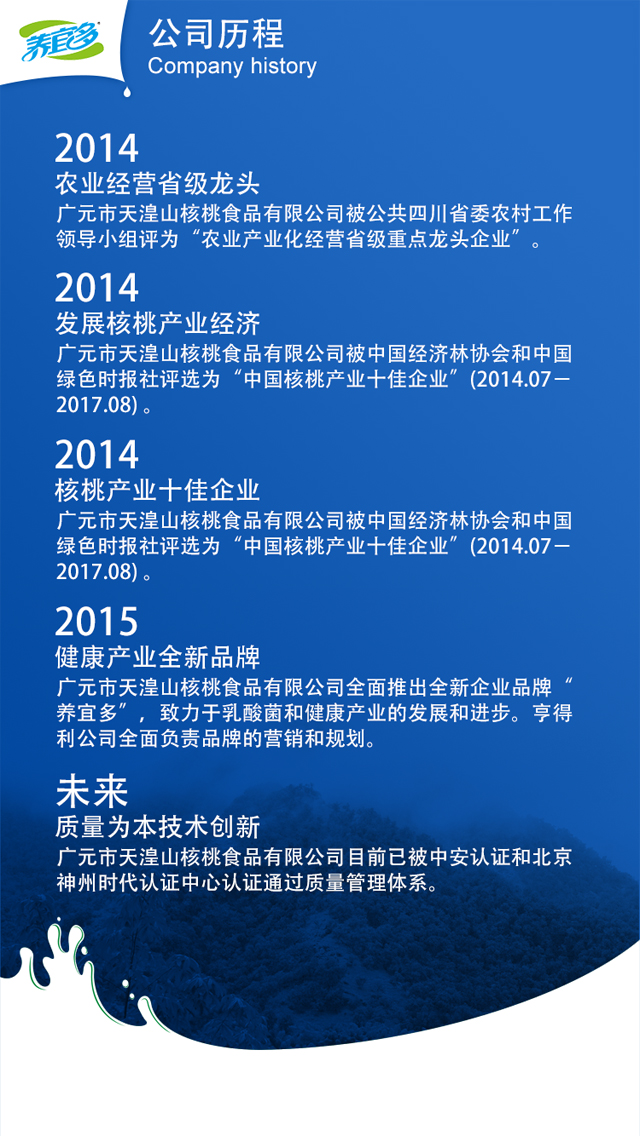 养宜多
公司历程
Company history
2014
农业经营省级龙头
广元市天湟山核桃食品有限公司被公共四川省委农村工作
领导小组评为“农业产业化经营省级重点龙头企业”。
2014
发展核桃产业经济
广元市天湟山核桃食品有限公司被中国经济林协会和中国
绿色时报社评选为“中国核桃产业十佳企业”(2014.07－
2017.08) 。
2014
核桃产业十佳企业
广元市天湟山核桃食品有限公司被中国经济林协会和中国
绿色时报社评选为“中国核桃产业十佳企业”(2014.07－
2017.08) 。
2015
健康产业全新品牌
广元市天湟山核桃食品有限公司全面推出全新企业品牌“
养宜多”，致力于乳酸菌和健康产业的发展和进步。亨得
利公司全面负责品牌的营销和规划。
未来
质量为本技术创新
广元市天湟山核桃食品有限公司目前已被中安认证和北京
神州时代认证中心认证通过质量管理体系。